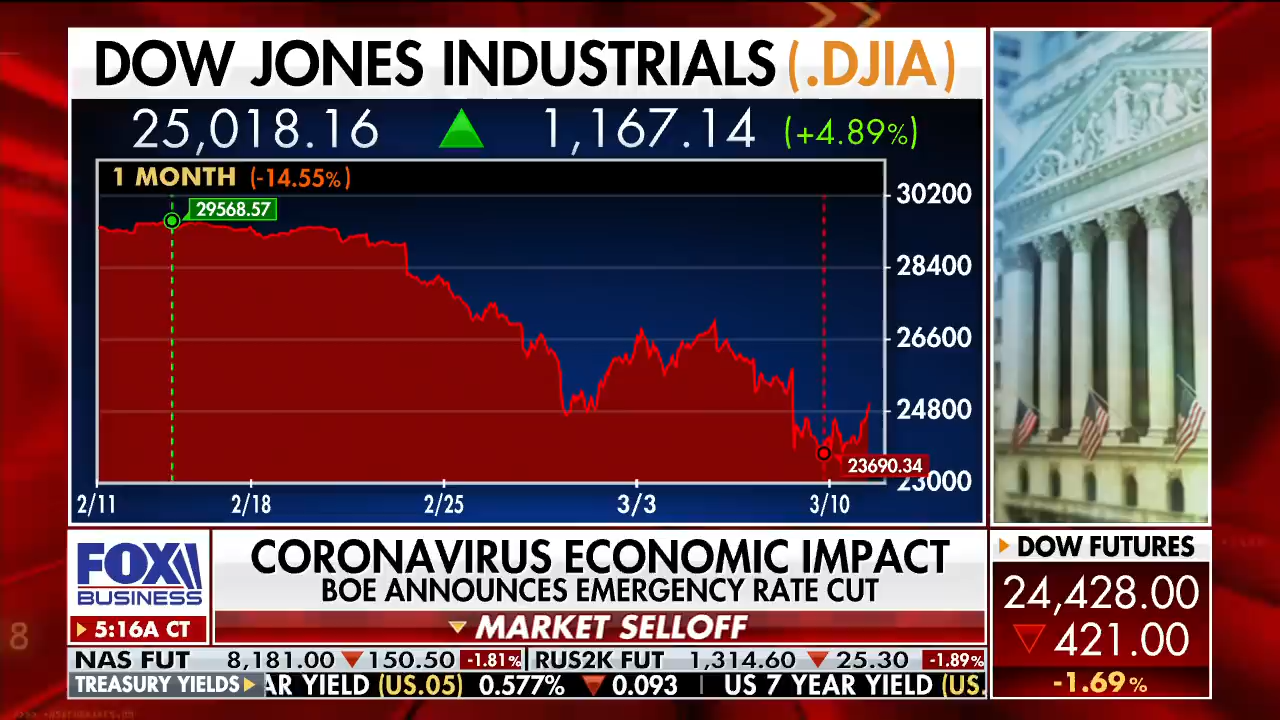 DOW JONES INDUSTRIALS (.DJIA)
25,018.16 1,167.14 (+4.89%)
1 MONTH (-14.55%)
29568.57
30200
28400
26600
24800
23690.34
23000
2/11 2/18 2/25 3/3 3/10
FOX
BUSINESS
5:16A CT
CORONAVIRUS ECONOMIC IMPACT
BOE ANNOUNCES EMERGENCY RATE CUT
MARKET SELLOFF
DOW FUTURES
24,428.00
421.00
-1.69%
NAS FUT 8,181.00 150.50 -1.81% RUS2K FUT 1,314.60 25.30 -1.89%
TREASURY YIELDS AR YIELD (US.05) 0.577% 0.093 | US 7 YEAR YIELD (US.
8